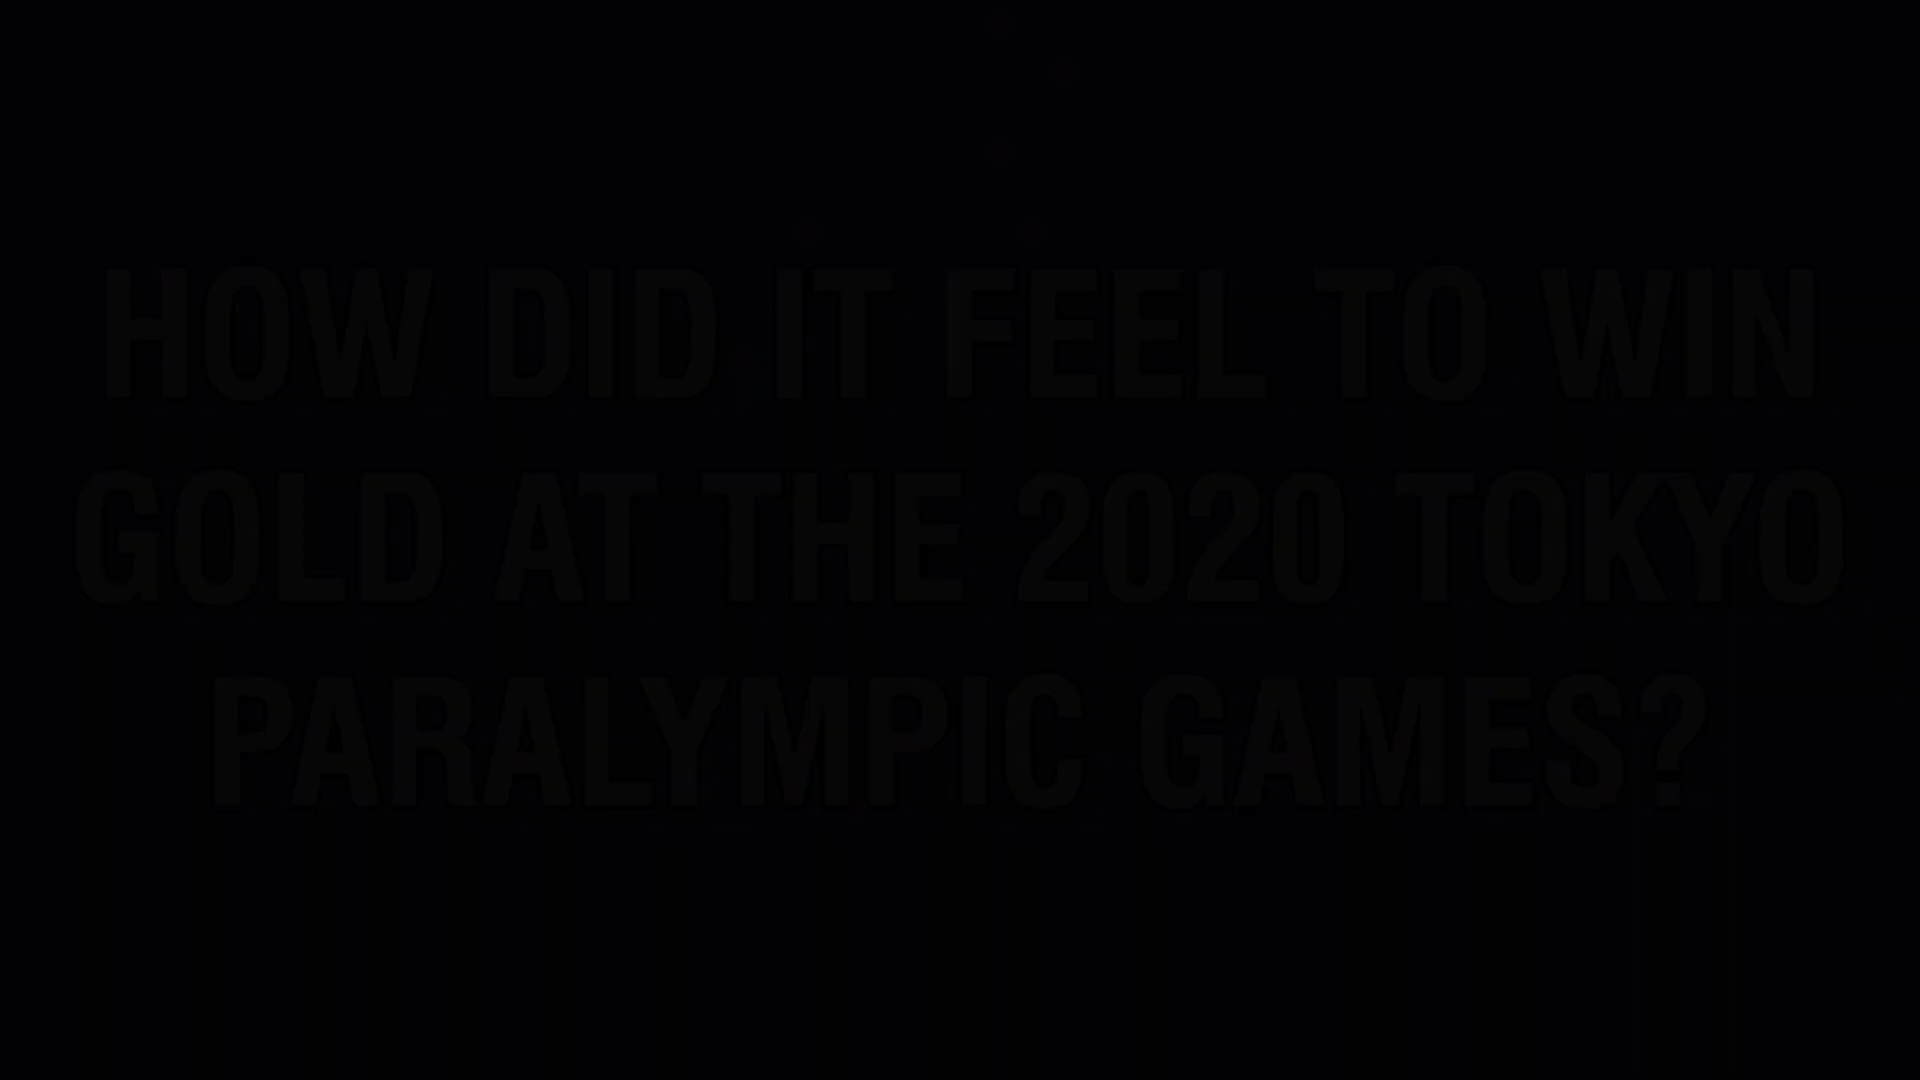 HOW DID IT FEEL TO WIN
GOLD AT THE 2020 TOKYO
PARALYMPIC GAMES?